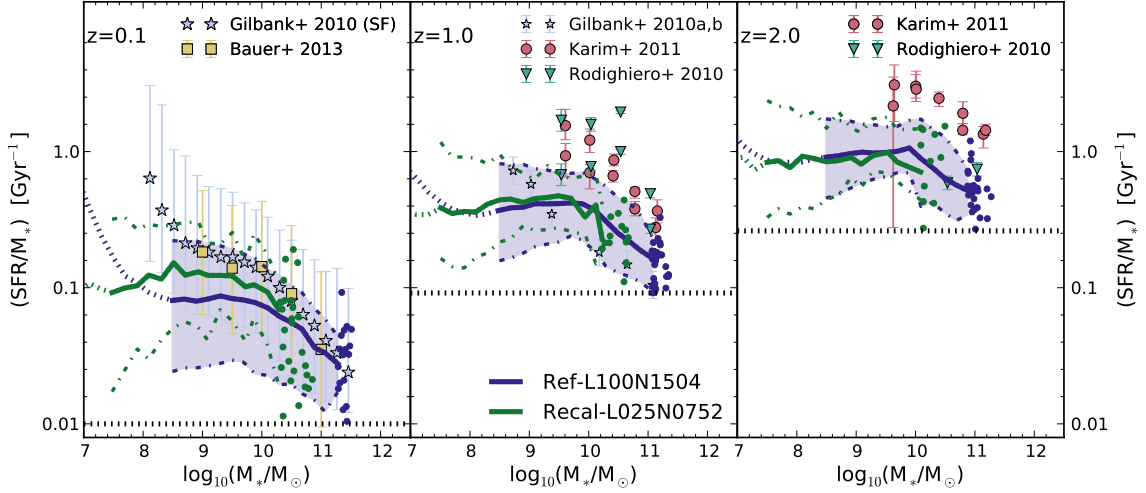 z=0.1
Gilbank+ 2010 (SF)
Bauer+ 2013
z=1.0
Gilbank+ 2010a,b
Karim+ 2011
Rodighiero+ 2010
z=2.0
Karim+ 2011
Rodighiero+ 2010
(SFR/M*) [Gyr−1]
1.0
0.1
0.01
Ref-L100N1504
Recal-L025N0752
1.0
0.1
0.01
(SFR/M*) [Gyr−1]
7 8 9 10 11 12
7 8 9 10 11 12
7 8 9 10 11 12
log10(M*/M⊙)
log10(M*/M⊙)
log10(M*/M⊙)